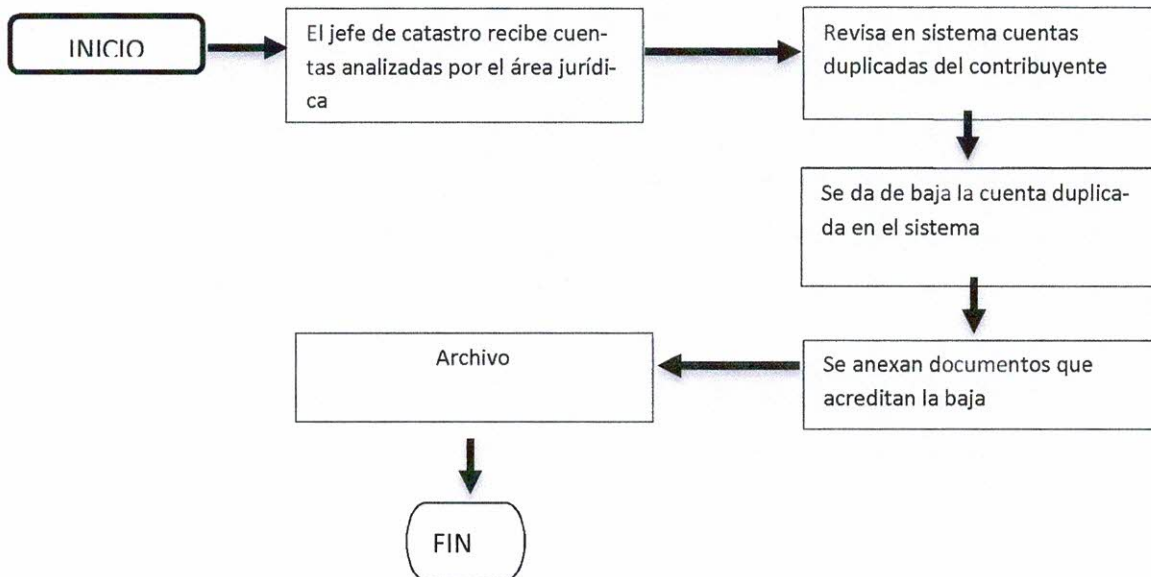 INICIO
El jefe de catastro recibe cuen-
tas analizadas por el área jurídi-
ca
Revisa en sistema cuentas
duplicadas del contribuyente
Se da de baja la cuenta duplica-
da en el sistema
Se anexan documentos que
acreditan la baja
Archivo
FIN